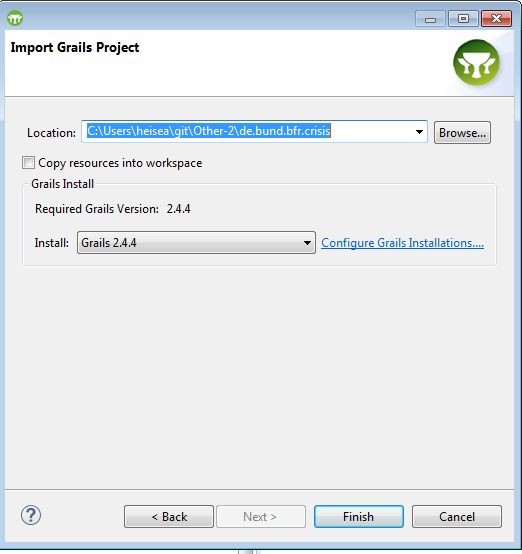 Import Grails Project
Location: C:\Users\heisea\git\Other-2\de.bund.bfr.crisis Browse...
Copy resources into workspace
Grails Install
Required Grails Version: 2.4.4
Install: Grails 2.4.4 Configure Grails Installations....
? < Back Next > Finish Cancel